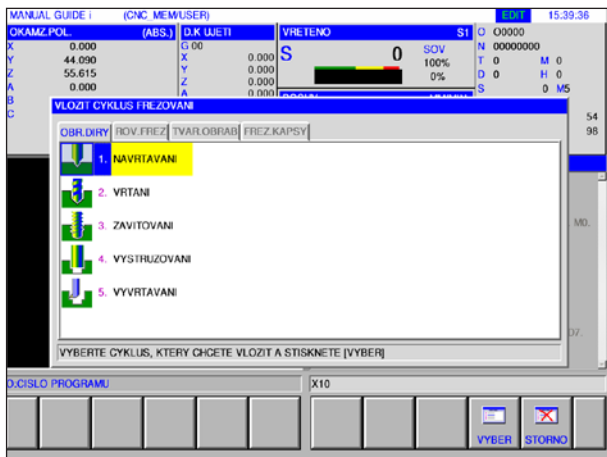 MANUAL GUIDE i (CNC_MEM/USER) EDIT 15:39:36
OKAMZ.POL. (ABS.) D.K UJETI VRETENO S1 O O0000
X 0.000 G 00 S 0 SOV N 00000000
Y 44.090 X 0.000 100% T 0 M 0
Z 55.615 Y 0.000 0% D 0 H 0
A 0.000 Z 0.000 S 0 M5
B A 0.000
C 54
98
VLOZIT CYKLUS FREZOVANI
OBR.DIRY ROV.FREZ TVAR.OBRAB FREZ.KAPSY
1. NAVRTAVANI
2. VRTANI
3. ZAVITOVANI
M0.
4. VYSTRUZOVANI
5. VYVRTAVANI
D7.
VYBERTE CYKLUS, KTERY CHCETE VLOZIT A STISKNETE [VYBER]
O:CISLO PROGRAMU X10
VYBER STORNO